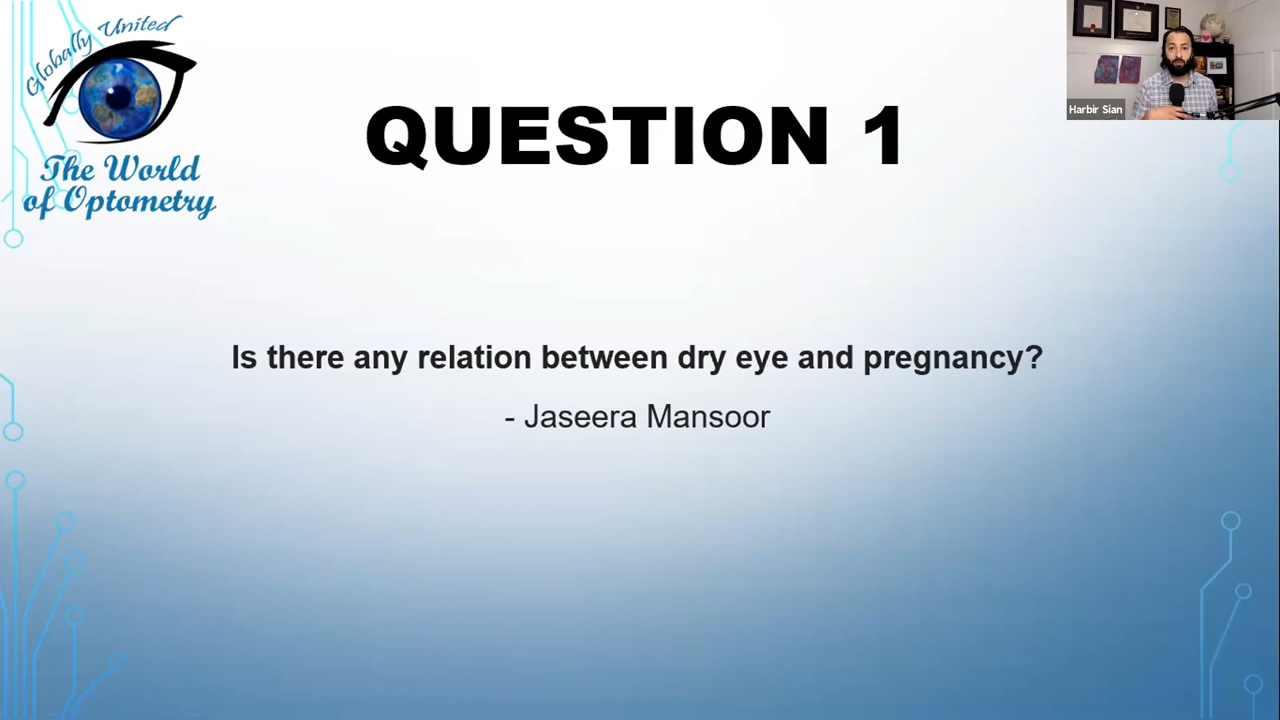 Globally United
The World
of Optometry
Harbir Sian
QUESTION 1
Is there any relation between dry eye and pregnancy?
- Jaseera Mansoor